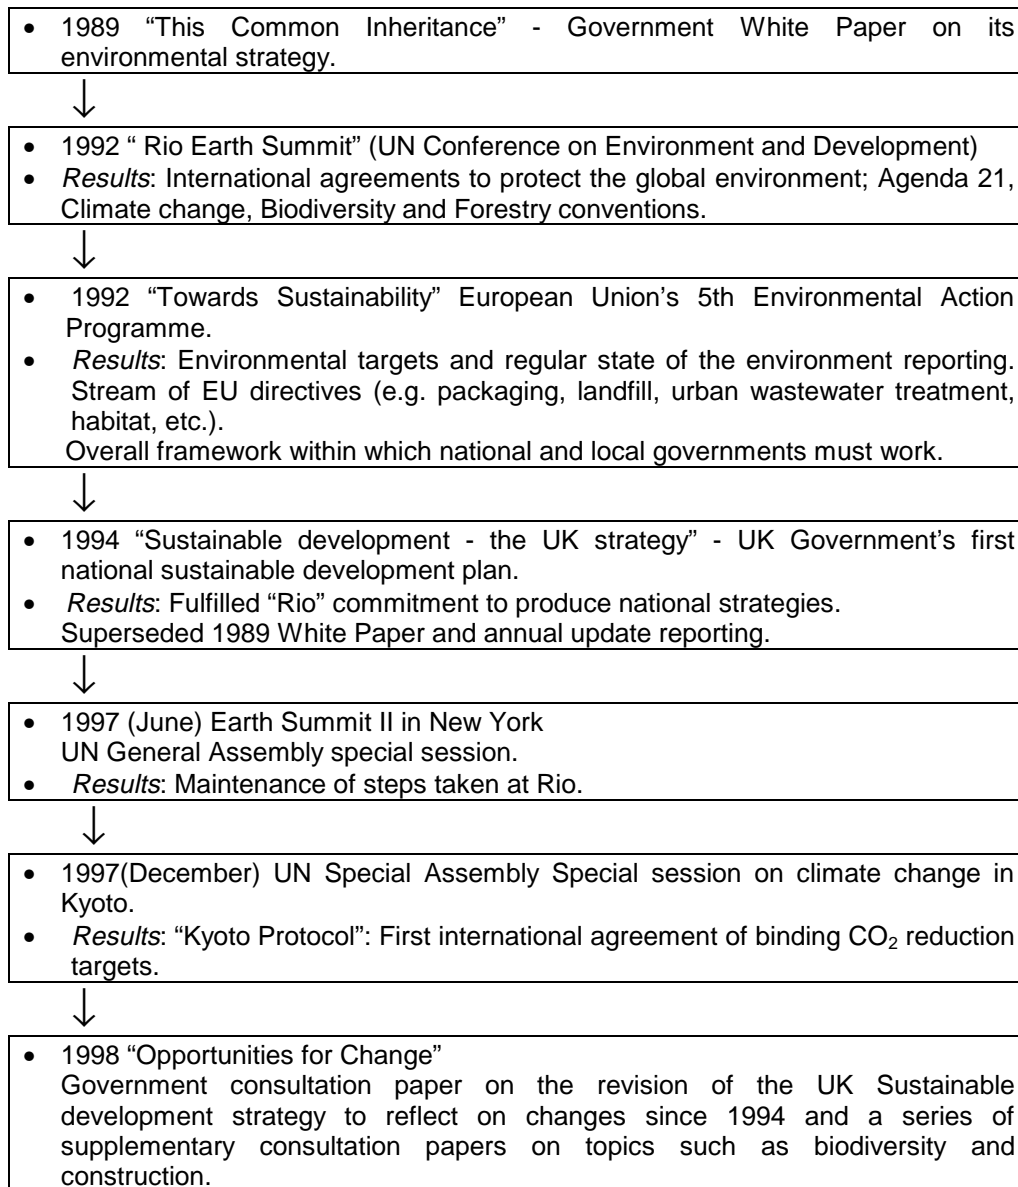 • 1989 “This Common Inheritance” - Government White Paper on its
environmental strategy.
↓
• 1992 “ Rio Earth Summit” (UN Conference on Environment and Development)
• Results: International agreements to protect the global environment; Agenda 21,
Climate change, Biodiversity and Forestry conventions.
↓
• 1992 “Towards Sustainability” European Union’s 5th Environmental Action
Programme.
• Results: Environmental targets and regular state of the environment reporting.
Stream of EU directives (e.g. packaging, landfill, urban wastewater treatment,
habitat, etc.).
Overall framework within which national and local governments must work.
↓
• 1994 “Sustainable development - the UK strategy” - UK Government’s first
national sustainable development plan.
• Results: Fulfilled “Rio” commitment to produce national strategies.
Superseded 1989 White Paper and annual update reporting.
↓
• 1997 (June) Earth Summit II in New York
UN General Assembly special session.
• Results: Maintenance of steps taken at Rio.
↓
• 1997(December) UN Special Assembly Special session on climate change in
Kyoto.
• Results: “Kyoto Protocol”: First international agreement of binding CO₂ reduction
targets.
↓
• 1998 “Opportunities for Change”
Government consultation paper on the revision of the UK Sustainable
development strategy to reflect on changes since 1994 and a series of
supplementary consultation papers on topics such as biodiversity and
construction.